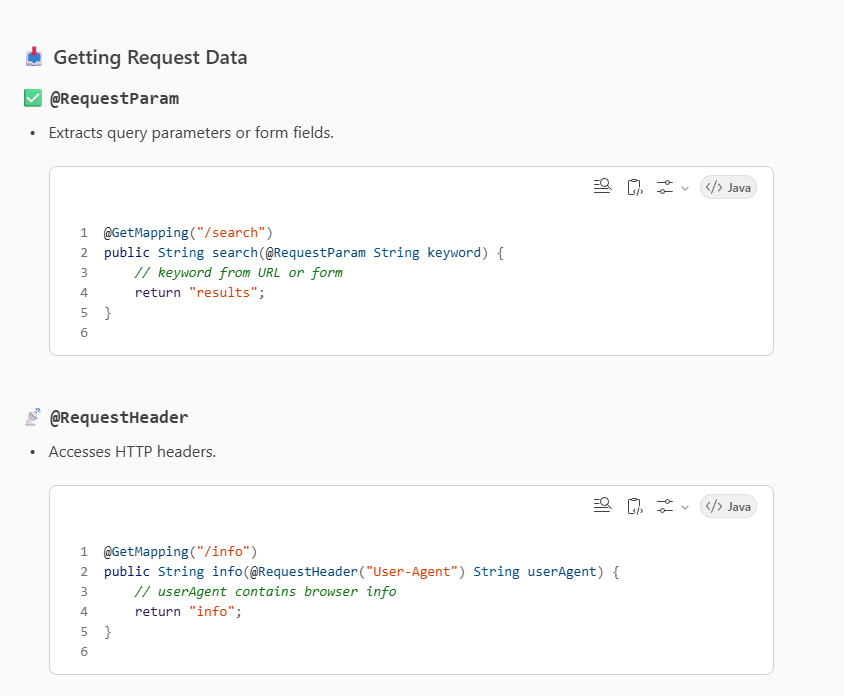 Getting Request Data
@RequestParam
• Extracts query parameters or form fields.
</> Java
1 @GetMapping("/search")
2 public String search(@RequestParam String keyword) {
3     // keyword from URL or form
4     return "results";
5 }
6
@RequestHeader
• Accesses HTTP headers.
</> Java
1 @GetMapping("/info")
2 public String info(@RequestHeader("User-Agent") String userAgent) {
3     // userAgent contains browser info
4     return "info";
5 }
6